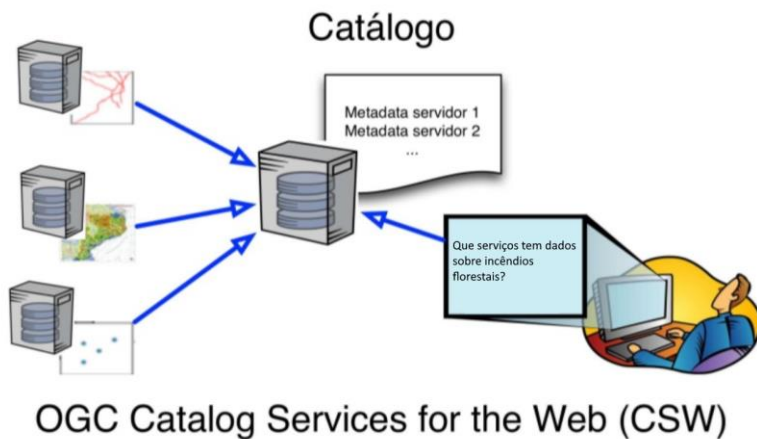 Catálogo
Metadata servidor 1
Metadata servidor 2
...
Que serviços tem dados
sobre incêndios
florestais?
OGC Catalog Services for the Web (CSW)